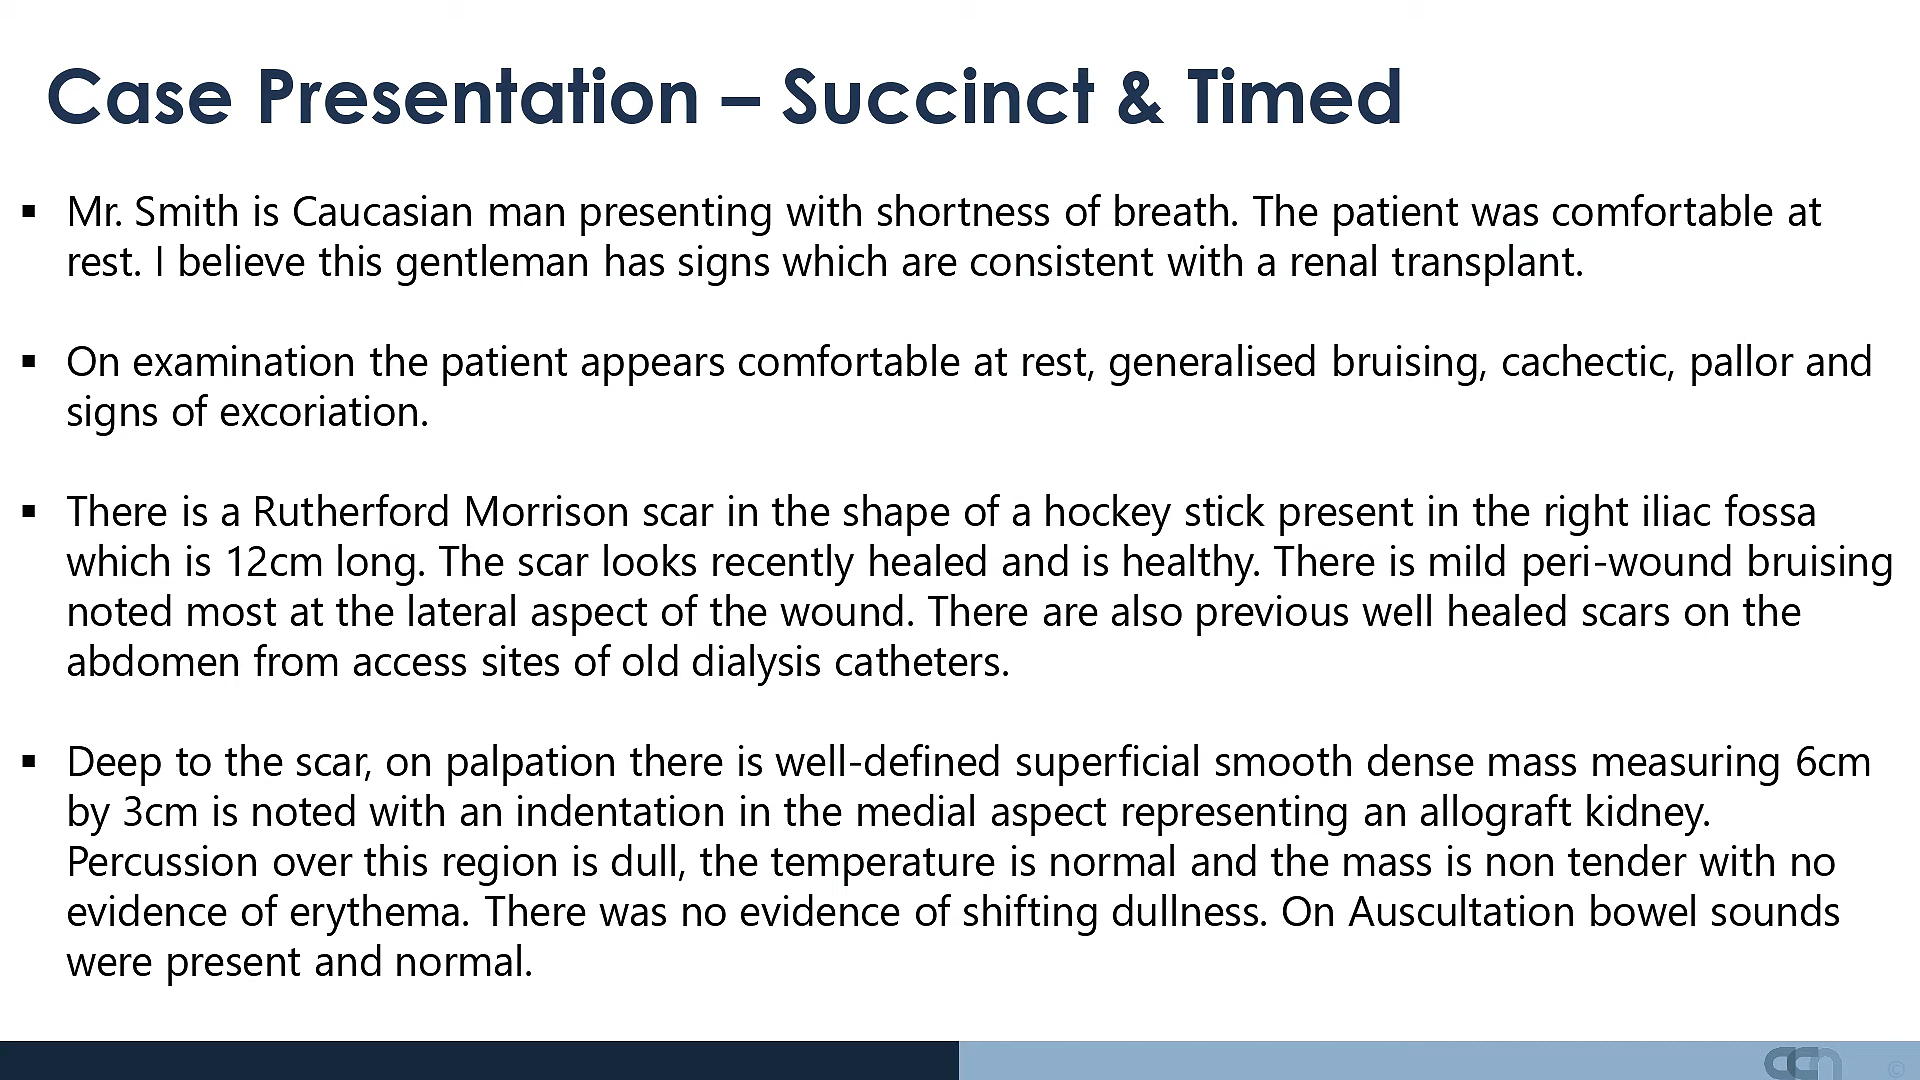 Case Presentation – Succinct & Timed
▪ Mr. Smith is Caucasian man presenting with shortness of breath. The patient was comfortable at
rest. I believe this gentleman has signs which are consistent with a renal transplant.
▪ On examination the patient appears comfortable at rest, generalised bruising, cachectic, pallor and
signs of excoriation.
▪ There is a Rutherford Morrison scar in the shape of a hockey stick present in the right iliac fossa
which is 12cm long. The scar looks recently healed and is healthy. There is mild peri-wound bruising
noted most at the lateral aspect of the wound. There are also previous well healed scars on the
abdomen from access sites of old dialysis catheters.
▪ Deep to the scar, on palpation there is well-defined superficial smooth dense mass measuring 6cm
by 3cm is noted with an indentation in the medial aspect representing an allograft kidney.
Percussion over this region is dull, the temperature is normal and the mass is non tender with no
evidence of erythema. There was no evidence of shifting dullness. On Auscultation bowel sounds
were present and normal.
©